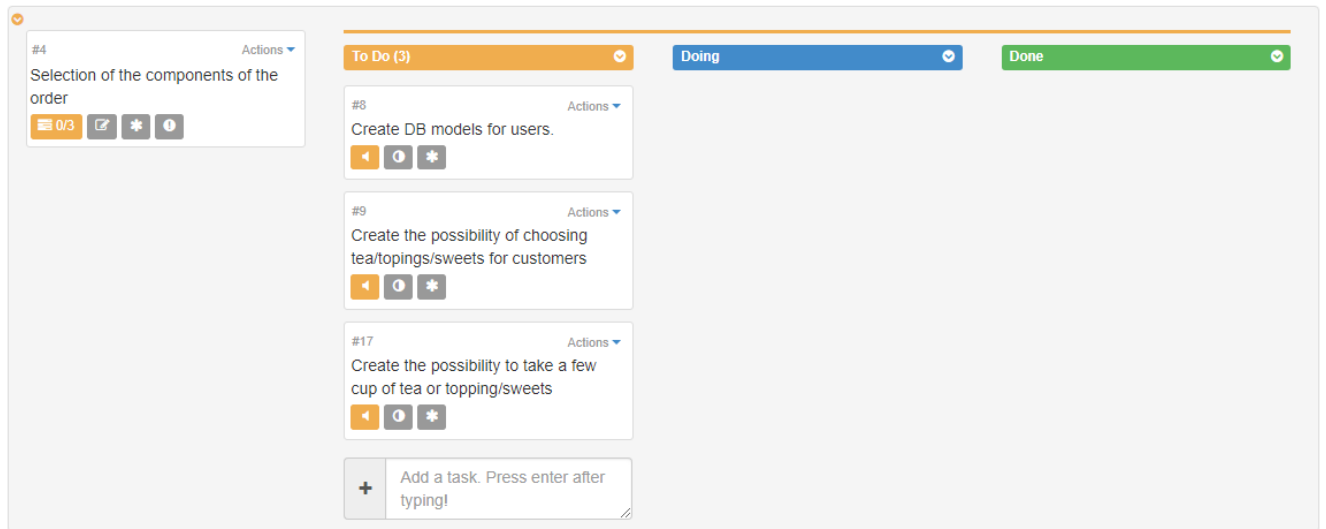 #4 Actions
Selection of the components of the
order
0/3
To Do (3)
Doing
Done
#8 Actions
Create DB models for users.
#9 Actions
Create the possibility of choosing
tea/topings/sweets for customers
#17 Actions
Create the possibility to take a few
cup of tea or topping/sweets
Add a task. Press enter after
typing!